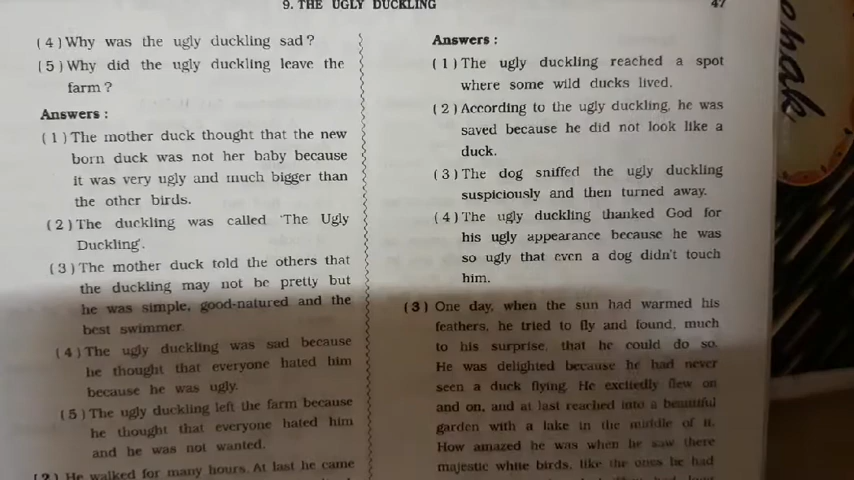 9. THE UGLY DUCKLING
47
( 4 ) Why was the ugly duckling sad ?
( 5 ) Why did the ugly duckling leave the
farm ?
Answers :
( 1 ) The mother duck thought that the new
born duck was not her baby because
it was very ugly and much bigger than
the other birds.
( 2 ) The duckling was called 'The Ugly
Duckling'.
( 3 ) The mother duck told the others that
the duckling may not be pretty but
he was simple, good-natured and the
best swimmer.
( 4 ) The ugly duckling was sad because
he thought that everyone hated him
because he was ugly.
( 5 ) The ugly duckling left the farm because
he thought that everyone hated him
and he was not wanted.
(2) He walked for many hours. At last he came
Answers :
( 1 ) The ugly duckling reached a spot
where some wild ducks lived.
( 2 ) According to the ugly duckling, he was
saved because he did not look like a
duck.
( 3 ) The dog sniffed the ugly duckling
suspiciously and then turned away.
( 4 ) The ugly duckling thanked God for
his ugly appearance because he was
so ugly that even a dog didn't touch
him.
( 3 ) One day, when the sun had warmed his
feathers, he tried to fly and found, much
to his surprise, that he could do so.
He was delighted because he had never
seen a duck flying. He excitedly flew on
and on, and at last reached into a beautiful
garden with a lake in the middle of it.
How amazed he was when he saw there
majestic white birds, like the ones he had